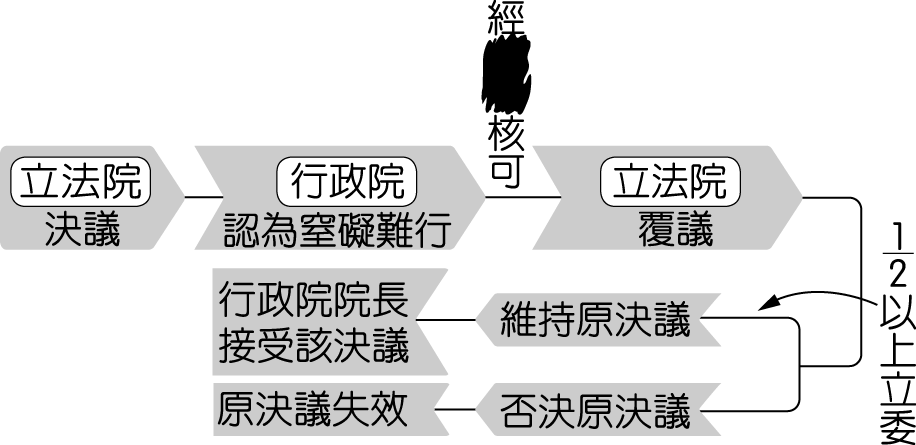 立法院
決議
行政院
認為窒礙難行
經
核可
立法院
覆議
1/2以上立委
維持原決議
行政院院長
接受該決議
否決原決議
原決議失效